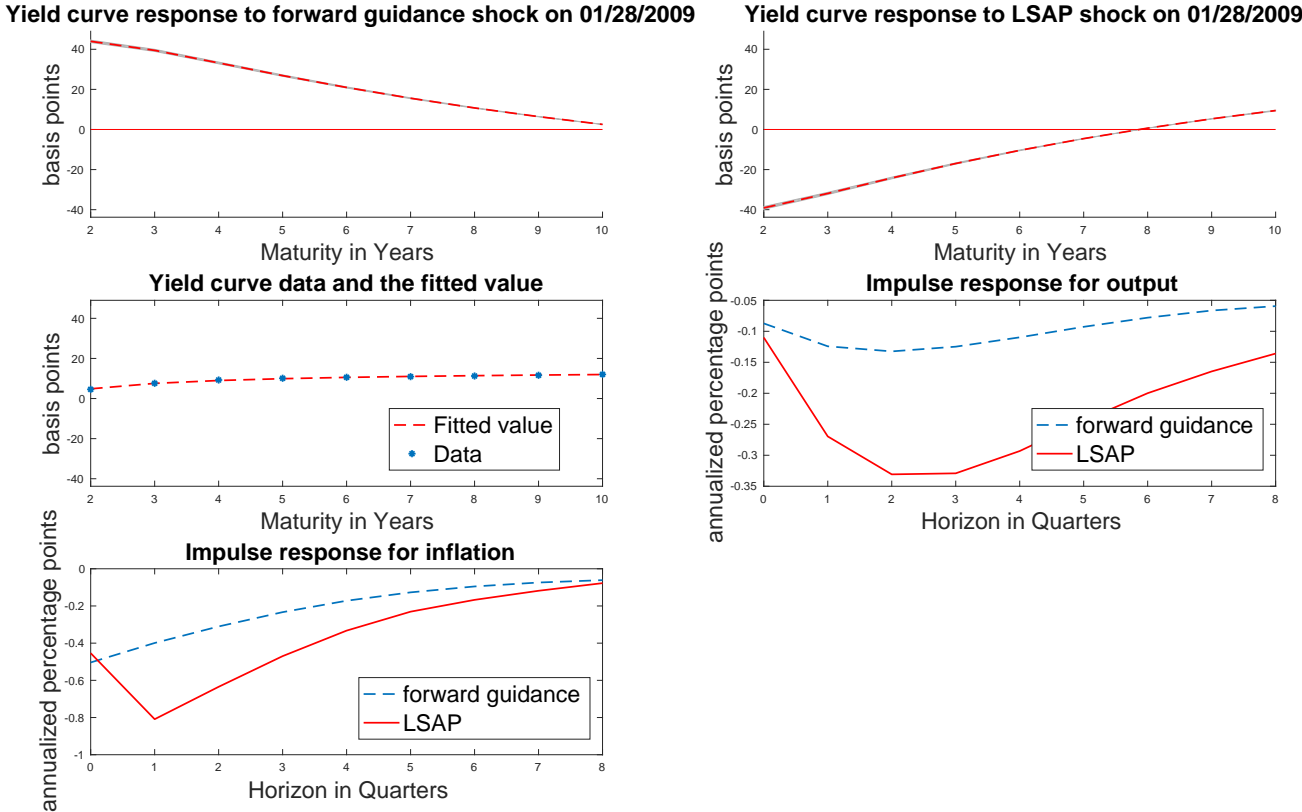 Yield curve response to forward guidance shock on 01/28/2009
basis points
40
20
0
-20
-40
2 3 4 5 6 7 8 9 10
Maturity in Years
Yield curve response to LSAP shock on 01/28/2009
basis points
40
20
0
-20
-40
2 3 4 5 6 7 8 9 10
Maturity in Years
Yield curve data and the fitted value
basis points
40
20
0
-20
-40
Fitted value
Data
2 3 4 5 6 7 8 9 10
Maturity in Years
Impulse response for output
annualized percentage points
-0.05
-0.1
-0.15
-0.2
-0.25
-0.3
-0.35
forward guidance
LSAP
0 1 2 3 4 5 6 7 8
Horizon in Quarters
Impulse response for inflation
annualized percentage points
0
-0.2
-0.4
-0.6
-0.8
-1
forward guidance
LSAP
0 1 2 3 4 5 6 7 8
Horizon in Quarters